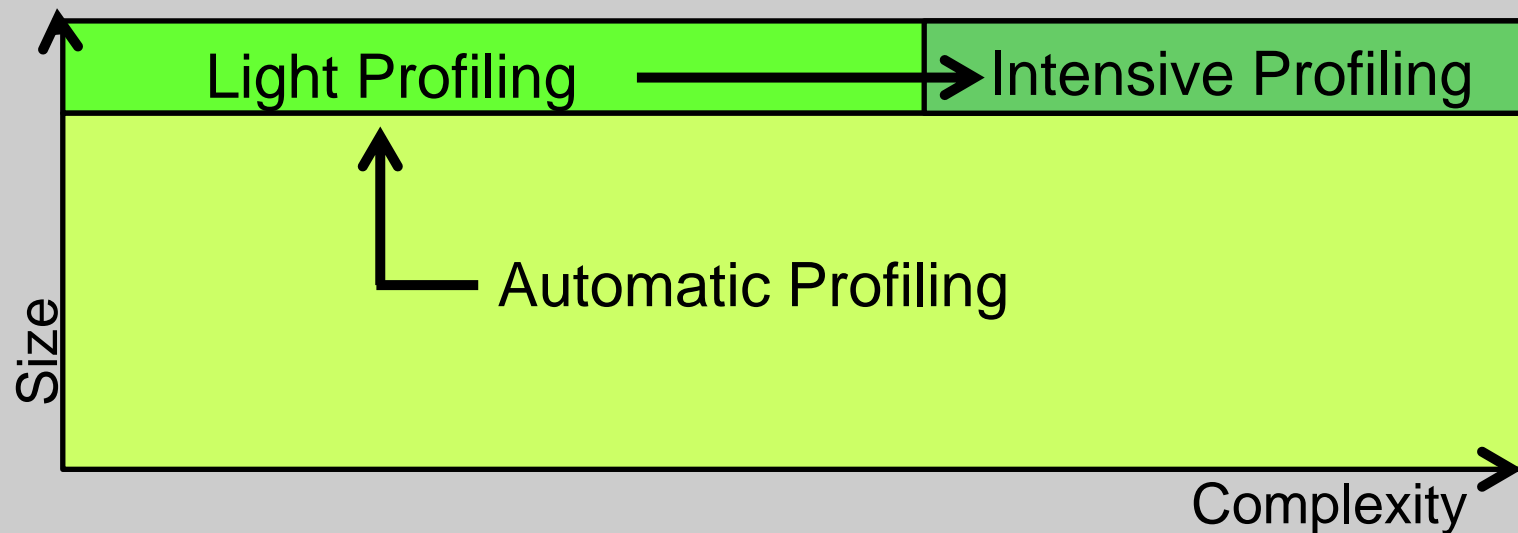 Light Profiling
Intensive Profiling
Automatic Profiling
Size
Complexity